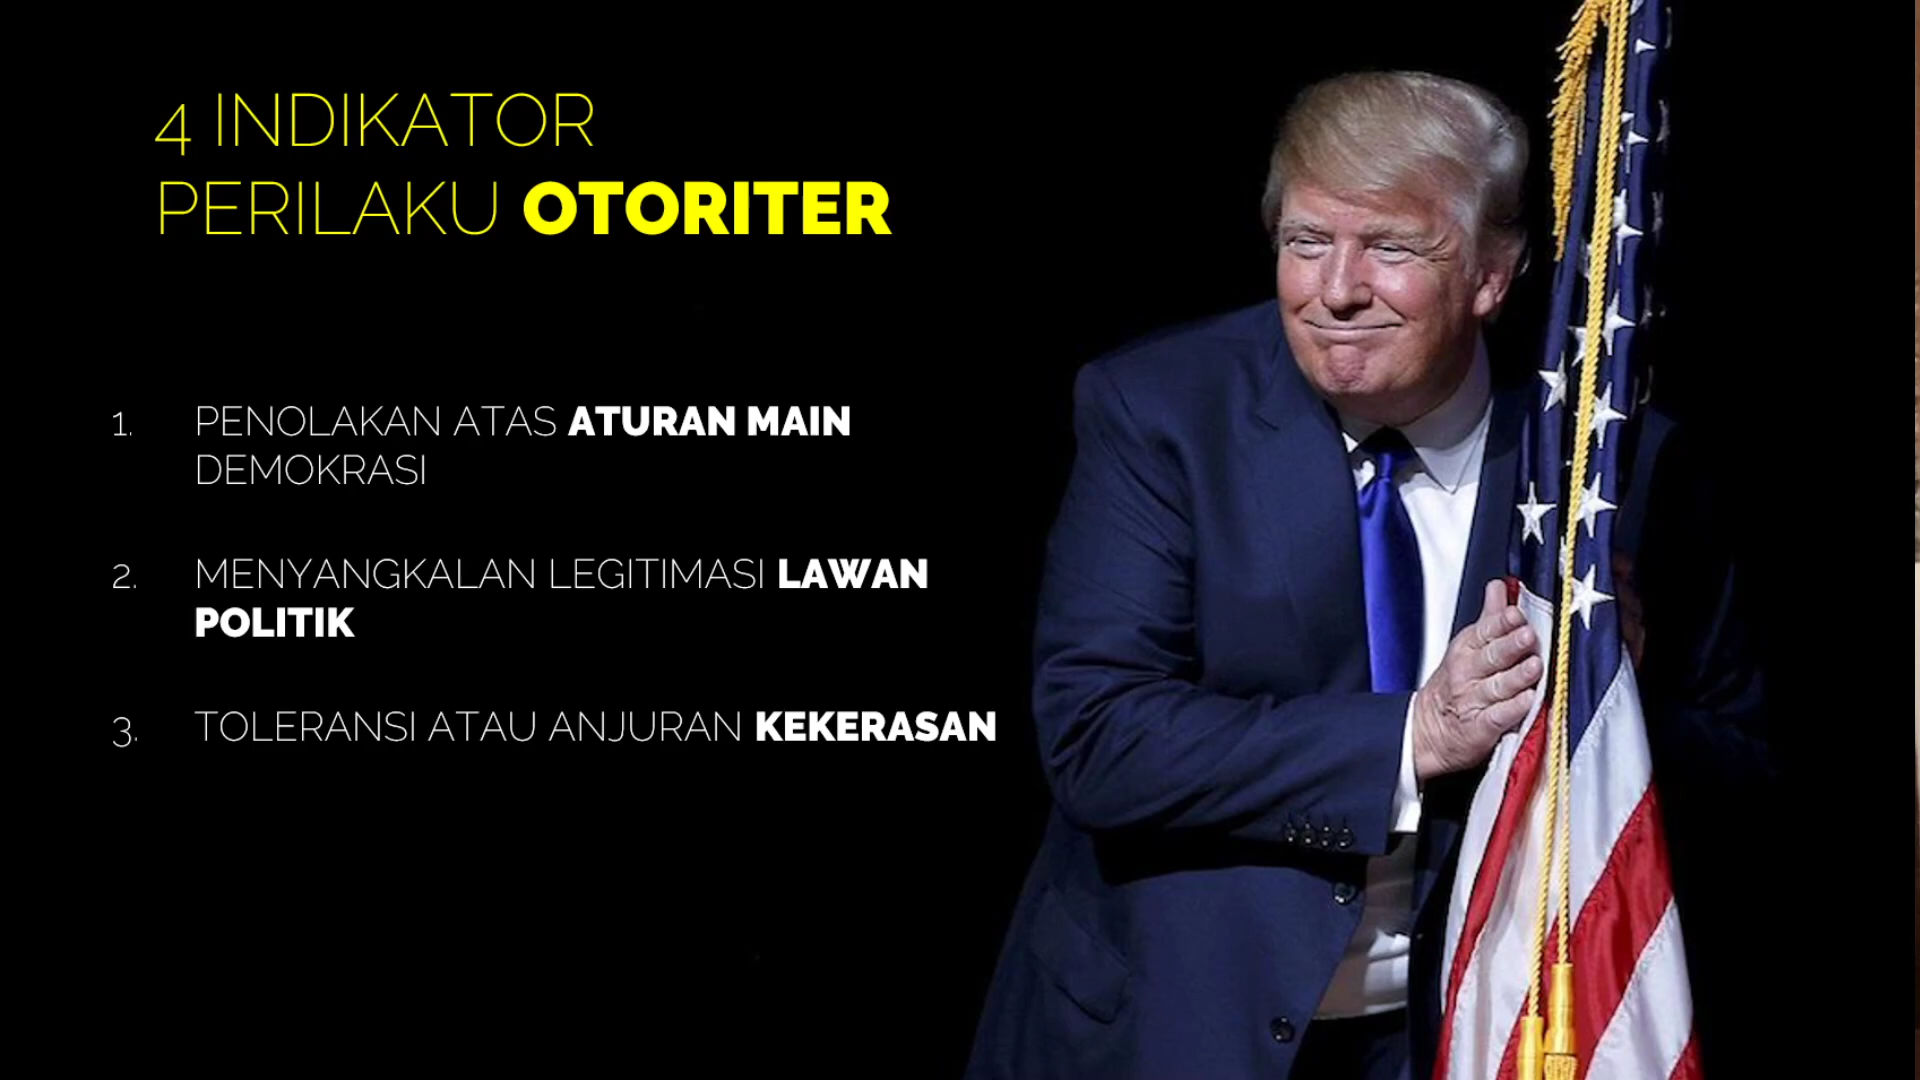 4 INDIKATOR
PERILAKU OTORITER
1. PENOLAKAN ATAS ATURAN MAIN
DEMOKRASI
2. MENYANGKALAN LEGITIMASI LAWAN
POLITIK
3. TOLERANSI ATAU ANJURAN KEKERASAN